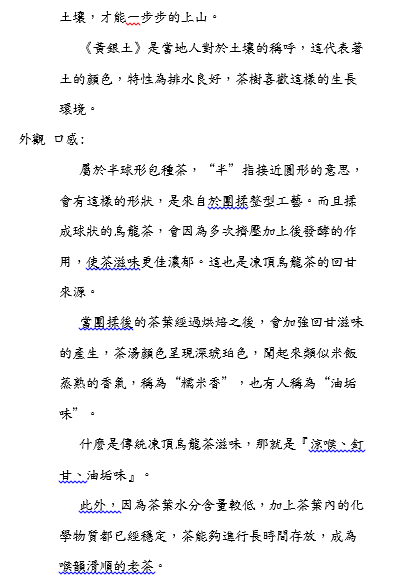 土壤，才能一步步的上山。
《黃銀土》是當地人對於土壤的稱呼，這代表著
土的顏色，特性為排水良好，茶樹喜歡這樣的生長
環境。
外觀 口感:
屬於半球形包種茶，“半”指接近圓形的意思，
會有這樣的形狀，是來自於團揉整型工藝。而且揉
成球狀的烏龍茶，會因為多次擠壓加上後發酵的作
用，使茶滋味更佳濃郁。這也是凍頂烏龍茶的回甘
來源。
當團揉後的茶葉經過烘焙之後，會加強回甘滋味
的產生，茶湯顏色呈現深琥珀色，聞起來類似米飯
蒸熟的香氣，稱為“糯米香”，也有人稱為“油垢
味”。
什麼是傳統凍頂烏龍茶滋味，那就是『涼喉、釘
甘、油垢味』。
此外，因為茶葉水分含量較低，加上茶葉內的化
學物質都已經穩定，茶能夠進行長時間存放，成為
喉韻滑順的老茶。